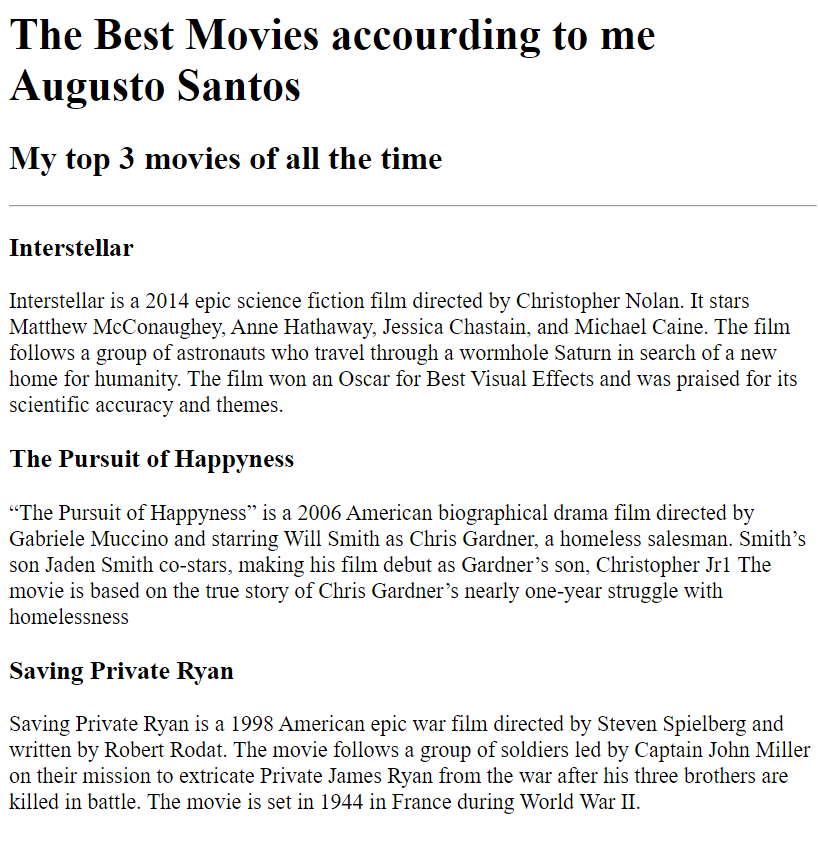 The Best Movies accourding to me
Augusto Santos
My top 3 movies of all the time
Interstellar
Interstellar is a 2014 epic science fiction film directed by Christopher Nolan. It stars
Matthew McConaughey, Anne Hathaway, Jessica Chastain, and Michael Caine. The film
follows a group of astronauts who travel through a wormhole Saturn in search of a new
home for humanity. The film won an Oscar for Best Visual Effects and was praised for its
scientific accuracy and themes.
The Pursuit of Happyness
“The Pursuit of Happyness” is a 2006 American biographical drama film directed by
Gabriele Muccino and starring Will Smith as Chris Gardner, a homeless salesman. Smith’s
son Jaden Smith co-stars, making his film debut as Gardner’s son, Christopher Jr1 The
movie is based on the true story of Chris Gardner’s nearly one-year struggle with
homelessness
Saving Private Ryan
Saving Private Ryan is a 1998 American epic war film directed by Steven Spielberg and
written by Robert Rodat. The movie follows a group of soldiers led by Captain John Miller
on their mission to extricate Private James Ryan from the war after his three brothers are
killed in battle. The movie is set in 1944 in France during World War II.